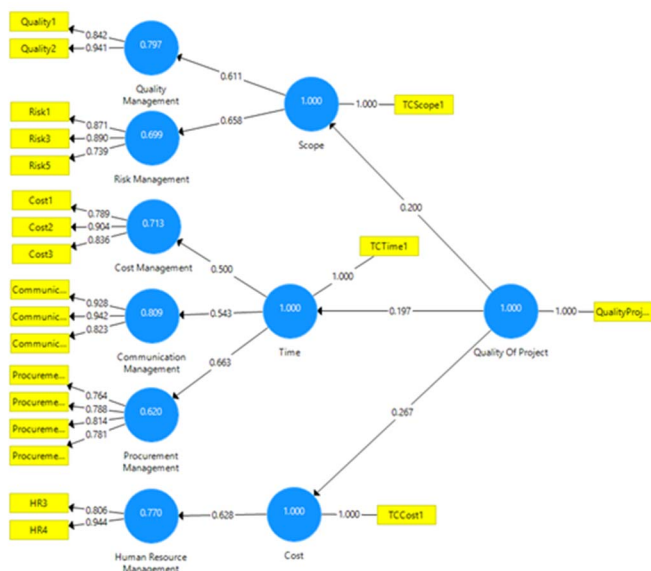 Quality1
0.842
Quality2
0.941
0.797
Quality
Management
0.611
1.000
1.000
TCScope1
Scope
Risk1
0.871
Risk3
0.890
0.699
0.658
Risk5
0.739
Risk Management
0.200
Cost1
0.789
Cost2
0.904
0.713
Cost3
0.836
Cost Management
TCTime1
0.500
1.000
Communic...
0.928
Communic...
0.942
0.809
0.543
1.000
0.197
1.000
1.000
QualityProj...
Communic...
0.823
Communication
Management
Time
Quality Of Project
0.663
Procureme...
0.764
Procureme...
0.788
0.620
Procureme...
0.814
0.781
Procureme...
Procurement
Management
0.267
HR3
0.806
0.770
0.628
1.000
1.000
TCCost1
HR4
0.944
Human Resource
Management
Cost